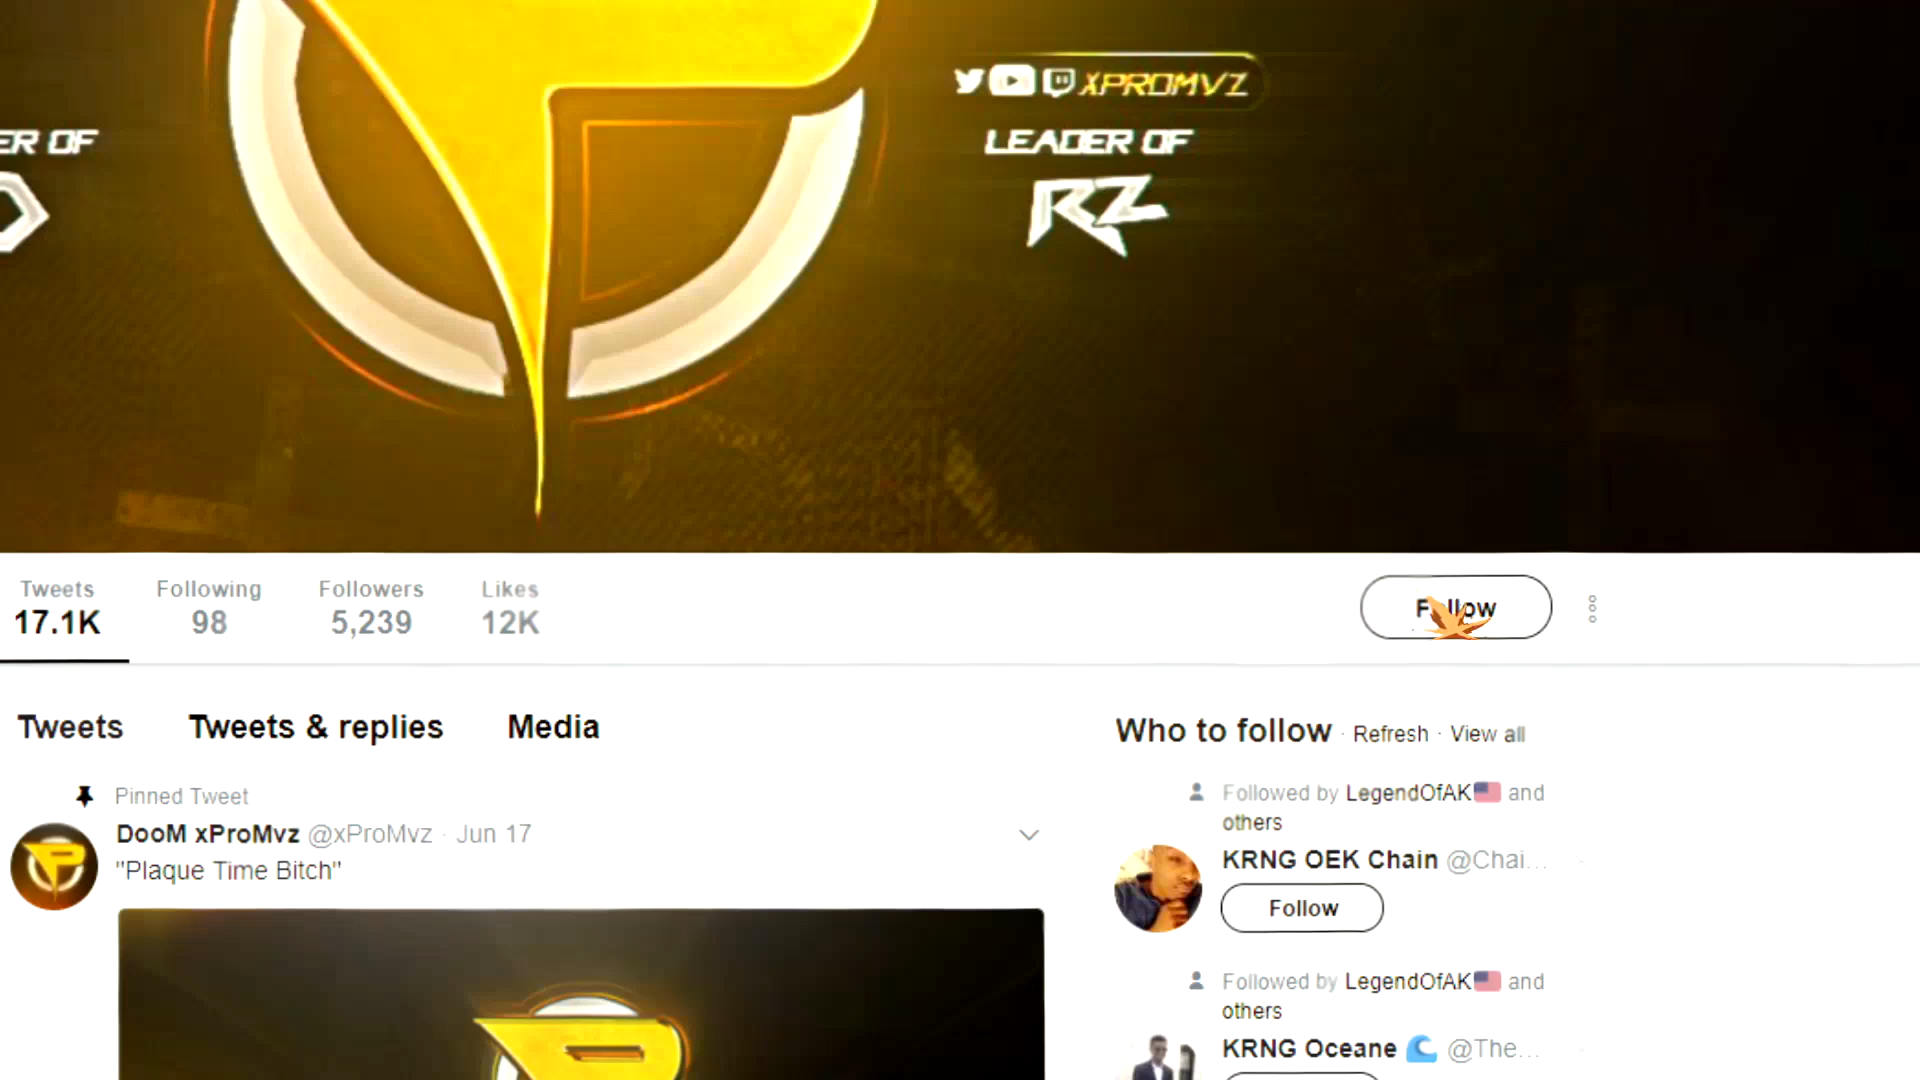 XPROMVZ
ER OF
LEADER OF
RZ
Tweets
17.1K
Following
98
Followers
5,239
Likes
12K
Follow
Tweets
Tweets & replies
Media
Pinned Tweet
DooM xProMvz @xProMvz · Jun 17
"Plaque Time Bitch"
Who to follow · Refresh · View all
Followed by LegendOfAK🇺🇸 and
others
KRNG OEK Chain @Chai...
Follow
Followed by LegendOfAK🇺🇸 and
others
KRNG Oceane 🌊 @The...